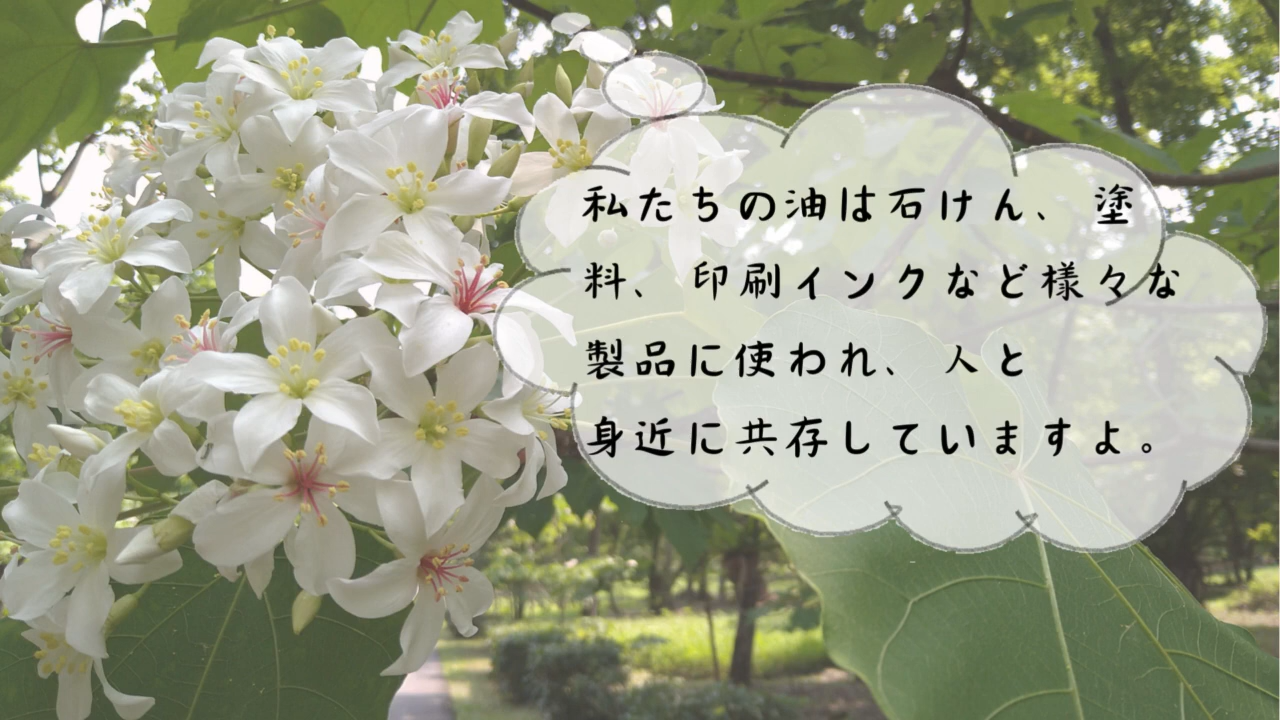 私たちの油は石けん、塗
料、印刷インクなど様々な
製品に使われ、人と
身近に共存していますよ。